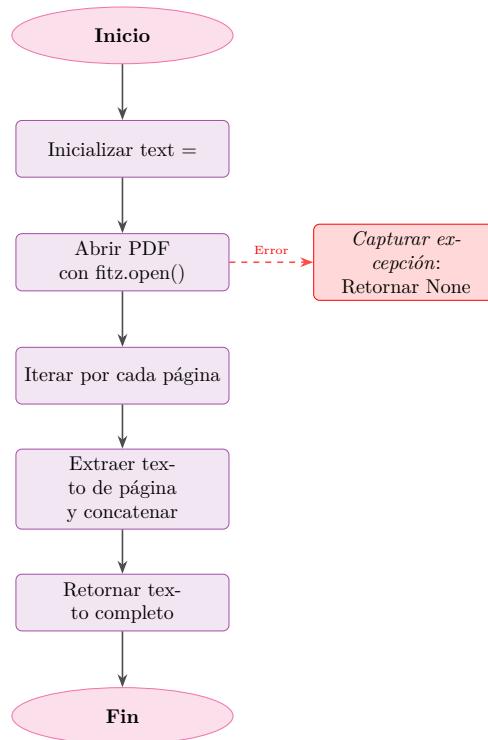 Inicio
Inicializar text =
Abrir PDF
con fitz.open()
Error
Capturar ex-
cepción:
Retornar None
Iterar por cada página
Extraer tex-
to de página
y concatenar
Retornar tex-
to completo
Fin